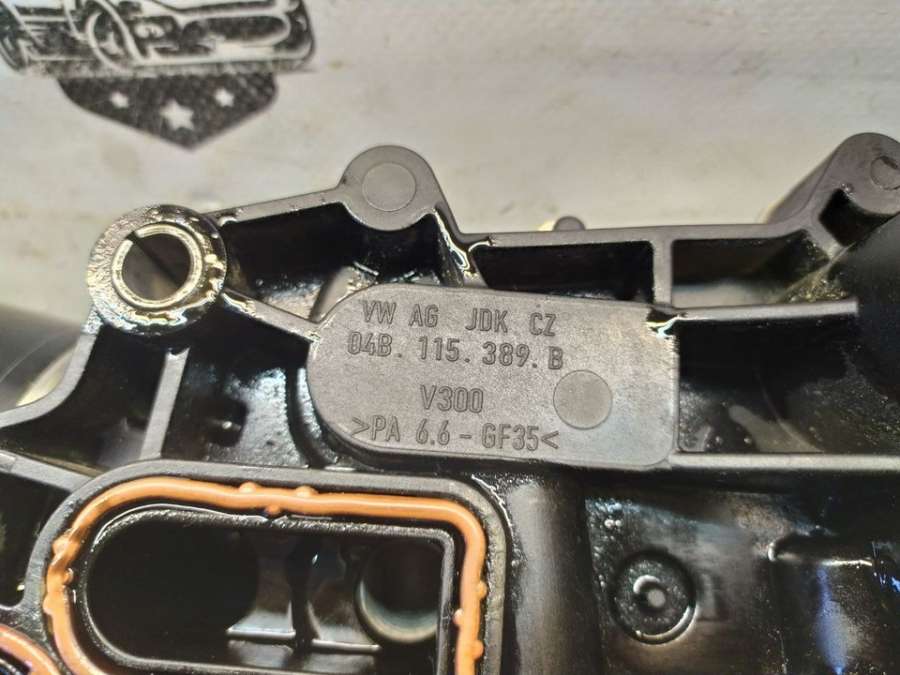 VW AG JDK CZ
04B. 115. 389. B
V300
>PA 6.6-GF35<